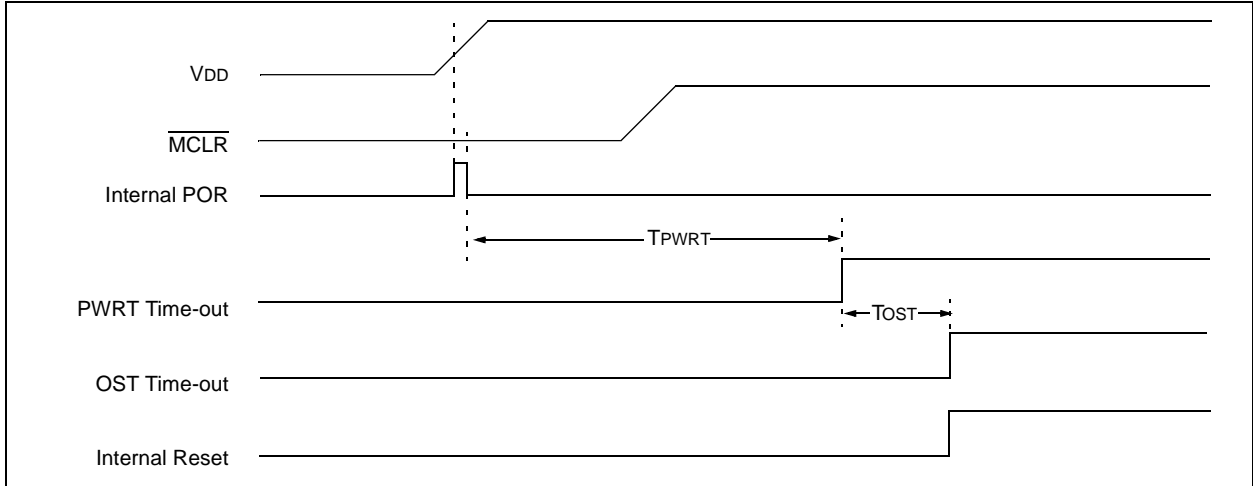 VDD
MCLR
Internal POR
TPWRT
PWRT Time-out
TOST
OST Time-out
Internal Reset